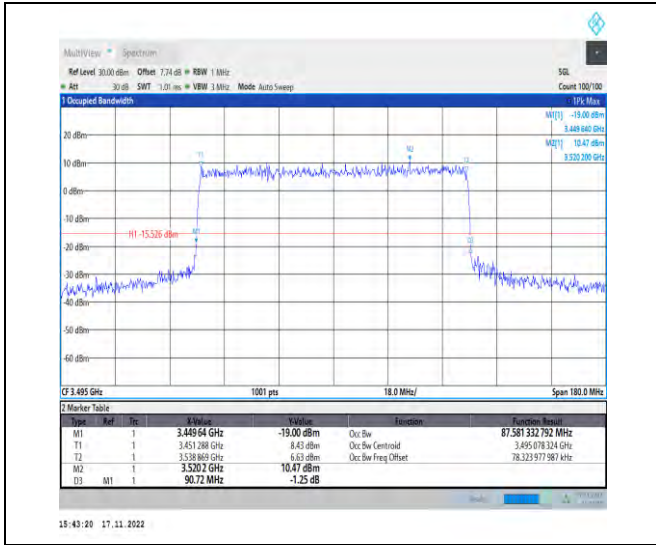 MultiView Spectrum
Ref Level 30.00 dBm Offset 7.74 dB RBW 1 MHz SGL
Att 30 dB SWT 1.01 ms VBW 3 MHz Mode Auto Sweep Count 100/100
1 Occupied Bandwidth 1Pk Max
M1[1] -19.00 dBm
3.449 640 GHz
M2[1] 10.47 dBm
3.520 200 GHz
20 dBm
10 dBm
0 dBm
-10 dBm
-20 dBm
-30 dBm
-40 dBm
-50 dBm
-60 dBm
T1
M2
T2
H1 -15.526 dBm
M1
D3
CF 3.495 GHz 1001 pts 18.0 MHz/ Span 180.0 MHz
2 Marker Table
Type Ref Trc X-Value Y-Value Function Function Result
M1 1 3.449 64 GHz -19.00 dBm Occ Bw 87.581 332 792 MHz
T1 1 3.451 288 GHz 8.43 dBm Occ Bw Centroid 3.495 078 324 GHz
T2 1 3.538 869 GHz 6.63 dBm Occ Bw Freq Offset 78.323 977 987 kHz
M2 1 3.520 2 GHz 10.47 dBm
D3 M1 1 90.72 MHz -1.25 dB
15:43:20 17.11.2022